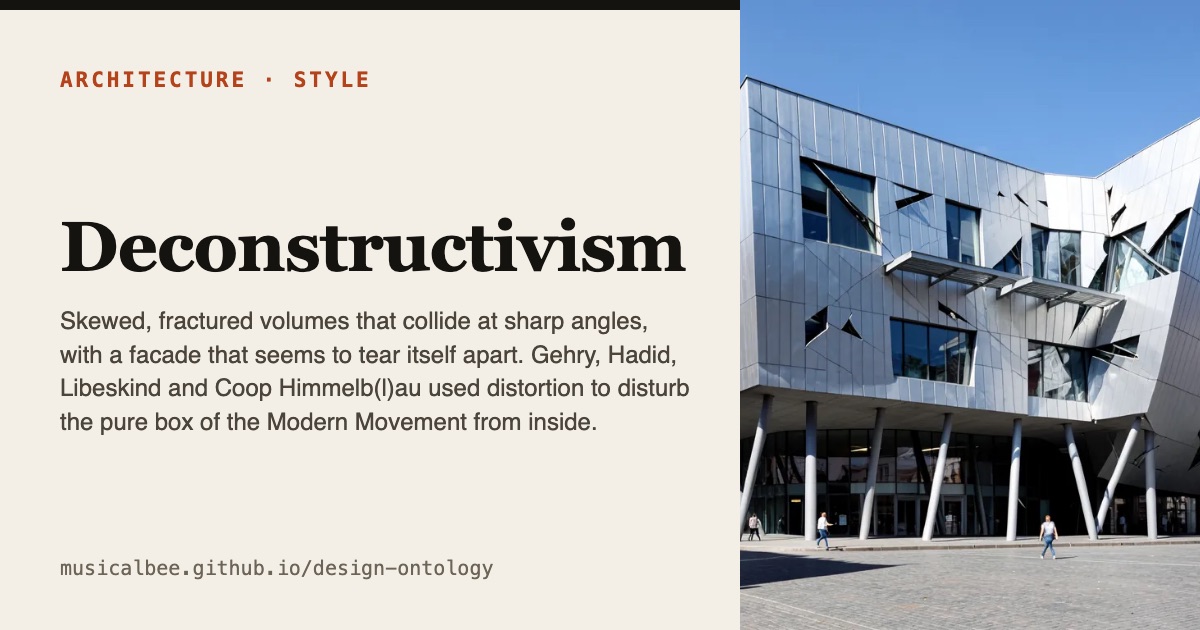 ARCHITECTURE · STYLE
Deconstructivism
Skewed, fractured volumes that collide at sharp angles,
with a facade that seems to tear itself apart. Gehry, Hadid,
Libeskind and Coop Himmelb(l)au used distortion to disturb
the pure box of the Modern Movement from inside.
musicalbee.github.io/design-ontology